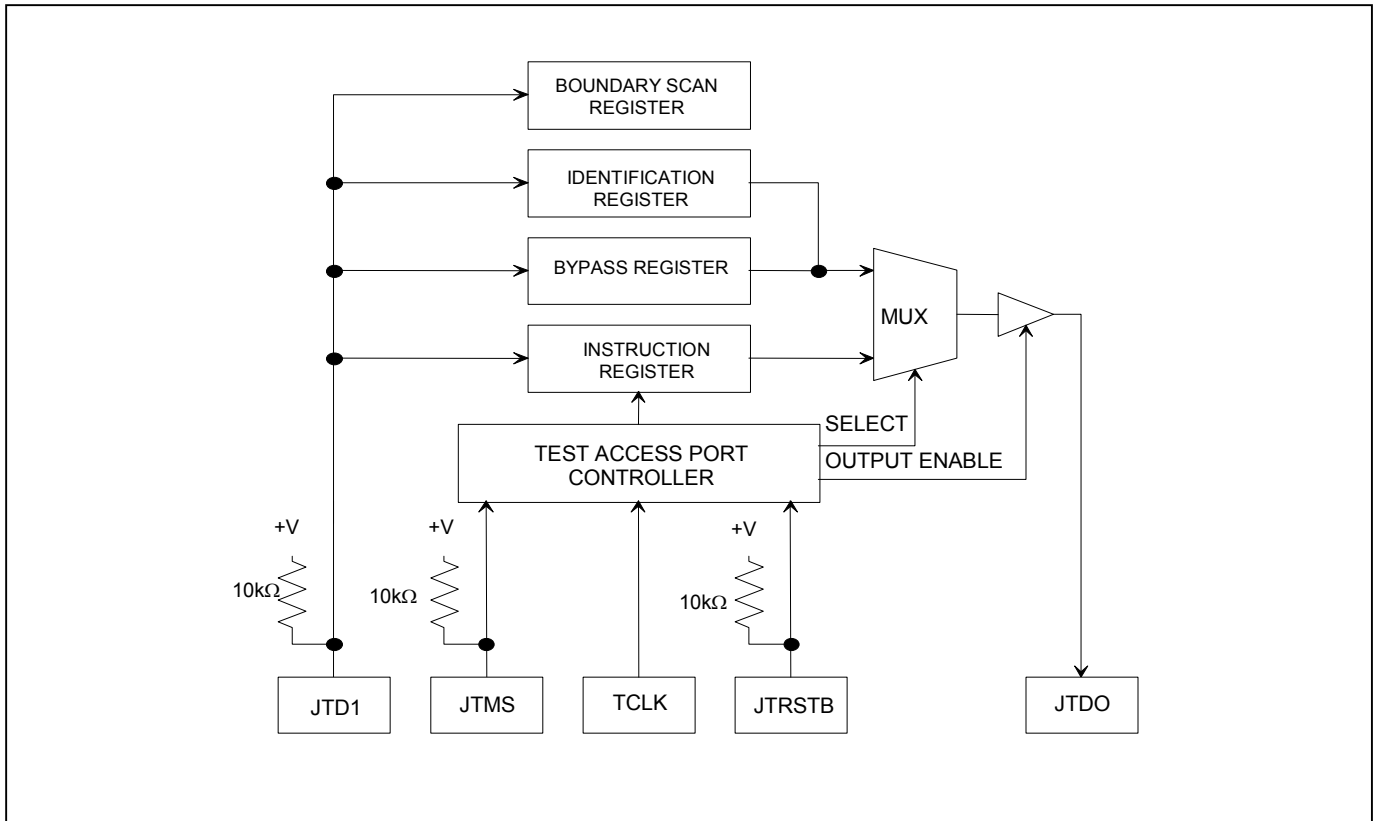 BOUNDARY SCAN
REGISTER
IDENTIFICATION
REGISTER
BYPASS REGISTER
MUX
INSTRUCTION
REGISTER
SELECT
TEST ACCESS PORT
CONTROLLER
OUTPUT ENABLE
+V
+V
+V
10kΩ
10kΩ
10kΩ
JTD1
JTMS
TCLK
JTRSTB
JTDO